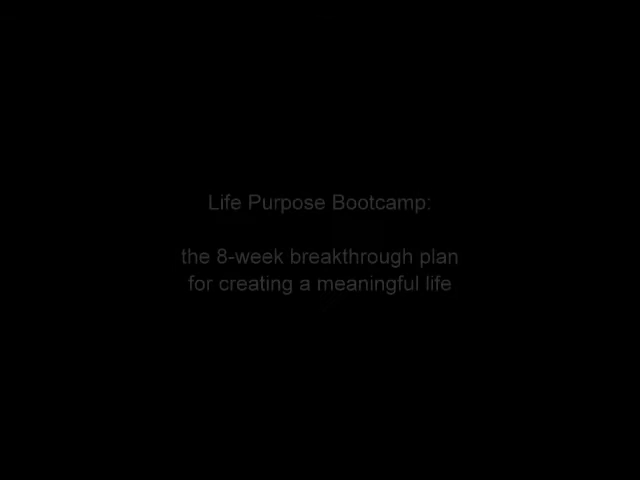 Life Purpose Bootcamp:
the 8-week breakthrough plan
for creating a meaningful life